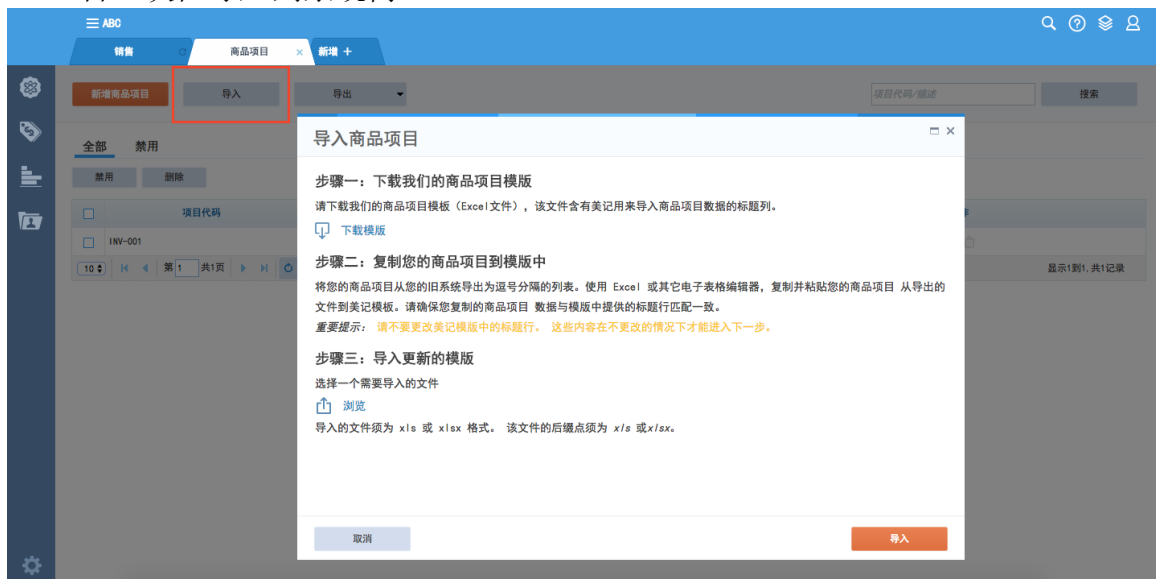 ABC
销售
商品项目
新增 +
新增商品项目
导入
导出
项目代码/描述
搜索
全部
禁用
禁用
删除
项目代码
INV-001
10
第 1 共1页
显示1到1,共1记录
导入商品项目
步骤一：下载我们的商品项目模版
请下载我们的商品项目模板（Excel文件），该文件含有美记用来导入商品项目数据的标题列。
下载模版
步骤二：复制您的商品项目到模版中
将您的商品项目从您的旧系统导出为逗号分隔的列表。使用 Excel 或其它电子表格编辑器，复制并粘贴您的商品项目 从导出的
文件到美记模板。请确保您复制的商品项目 数据与模版中提供的标题行匹配一致。
重要提示： 请不要更改美记模版中的标题行。 这些内容在不更改的情况下才能进入下一步。
步骤三：导入更新的模版
选择一个需要导入的文件
浏览
导入的文件须为 xls 或 xlsx 格式。 该文件的后缀点须为 xls 或xlsx。
取消
导入